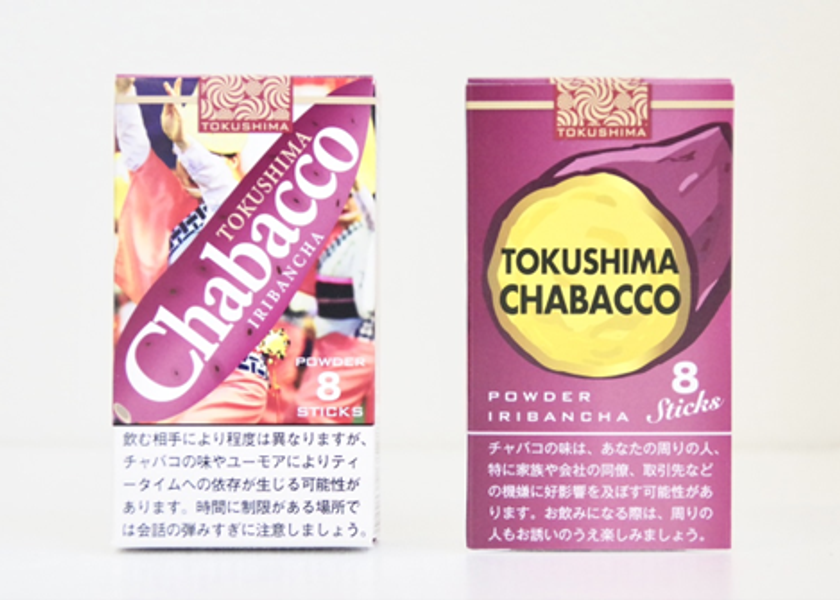 TOKUSHIMA
TOKUSHIMA
Chabacco
IRIBANCHA
POWDER
8
STICKS
飲む相手により程度は異なりますが、
チャバコの味やユーモアによりティ
ータイムへの依存が生じる可能性が
あります。時間に制限がある場所で
は会話の弾みすぎに注意しましょう。
TOKUSHIMA
TOKUSHIMA
CHABACCO
8
Sticks
POWDER
IRIBANCHA
チャバコの味は、あなたの周りの人、
特に家族や会社の同僚、取引先など
の機嫌に好影響を及ぼす可能性があ
ります。お飲みになる際は、周りの
人もお誘いのうえ楽しみましょう。